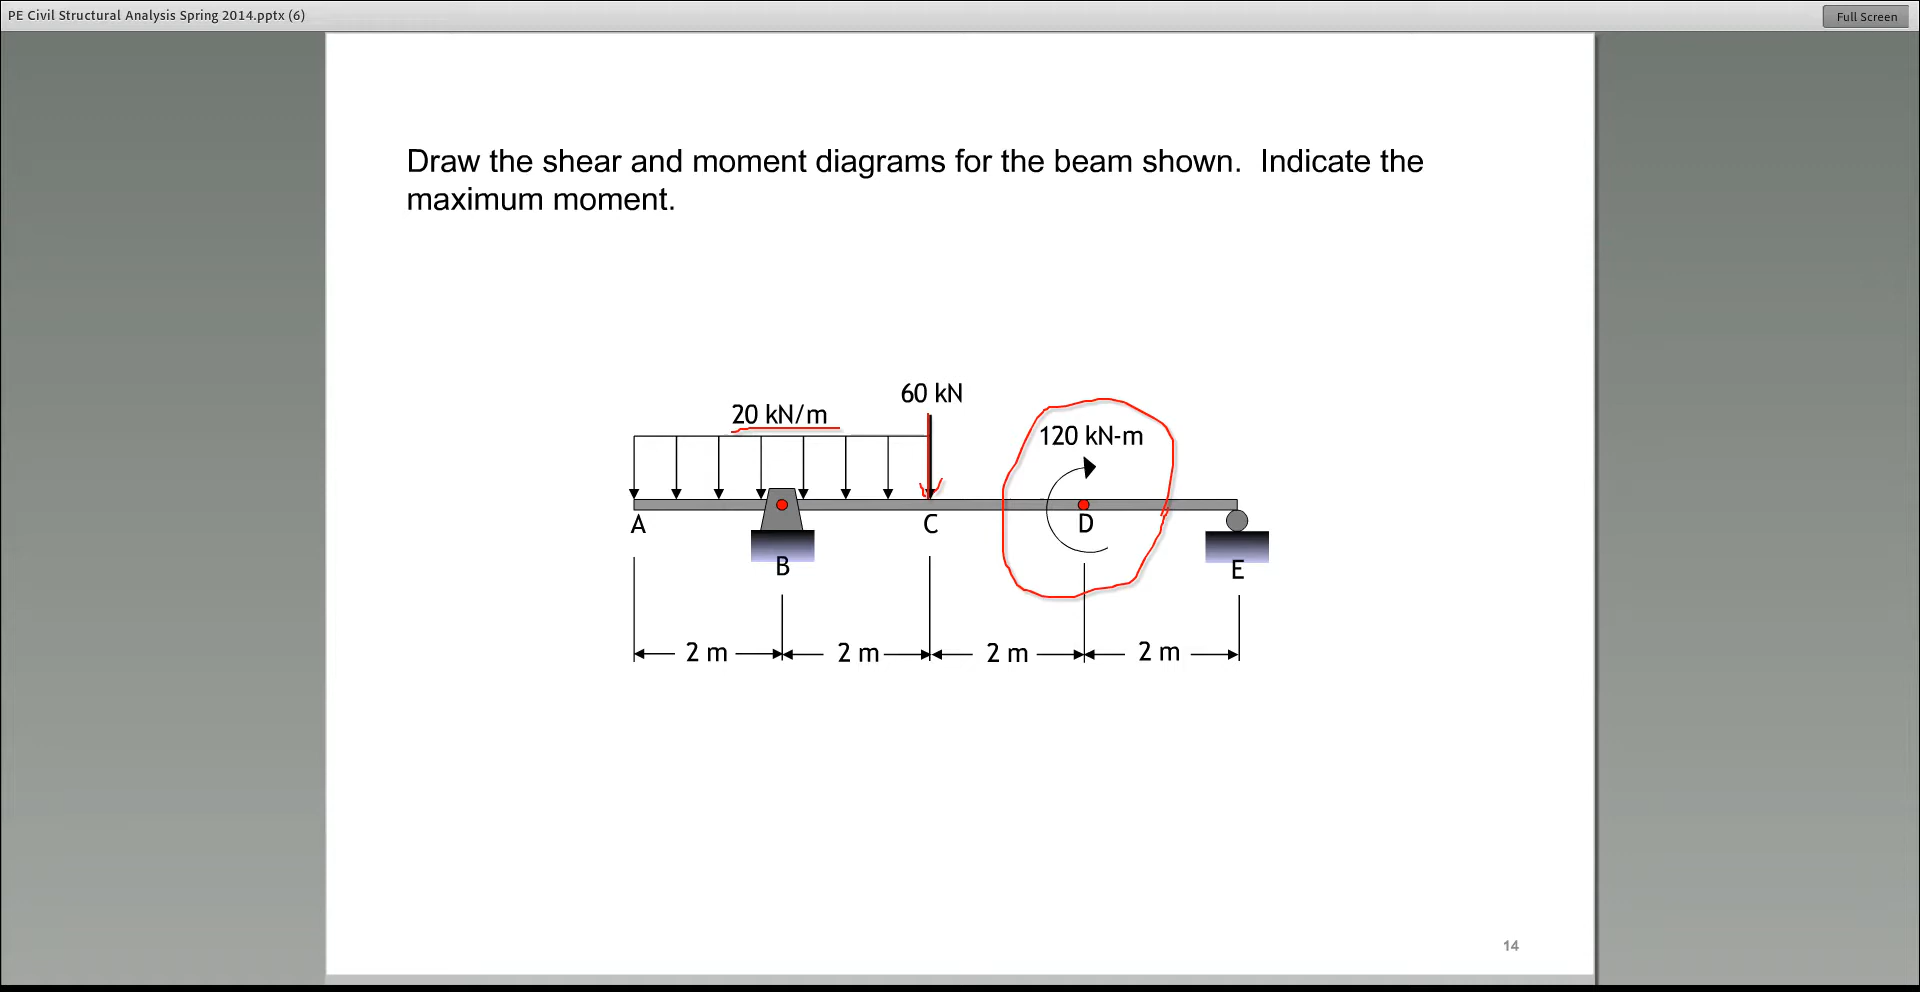 PE Civil Structural Analysis Spring 2014.pptx (6)
Full Screen
Draw the shear and moment diagrams for the beam shown.  Indicate the
maximum moment.
60 kN
20 kN/m
120 kN-m
A
C
D
B
E
2 m
2 m
2 m
2 m
14